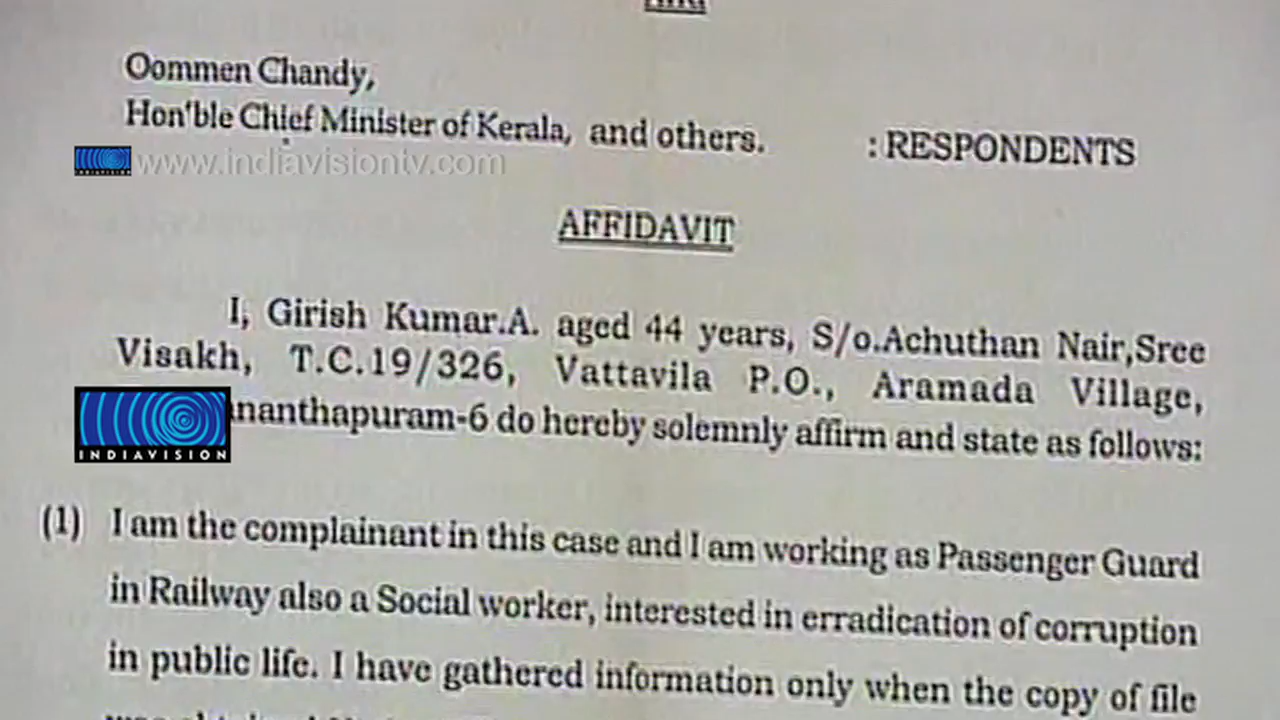 Oommen Chandy,
Hon'ble Chief Minister of Kerala, and others. : RESPONDENTS
www.indiavisiontv.com
INDIAVISION
AFFIDAVIT
I, Girish Kumar.A. aged 44 years, S/o.Achuthan Nair,Sree
Visakh, T.C.19/326, Vattavila P.O., Aramada Village,
nanthapuram-6 do hereby solemnly affirm and state as follows:
INDIAVISION
(1) I am the complainant in this case and I am working as Passenger Guard
in Railway also a Social worker, interested in erradication of corruption
in public life. I have gathered information only when the copy of file